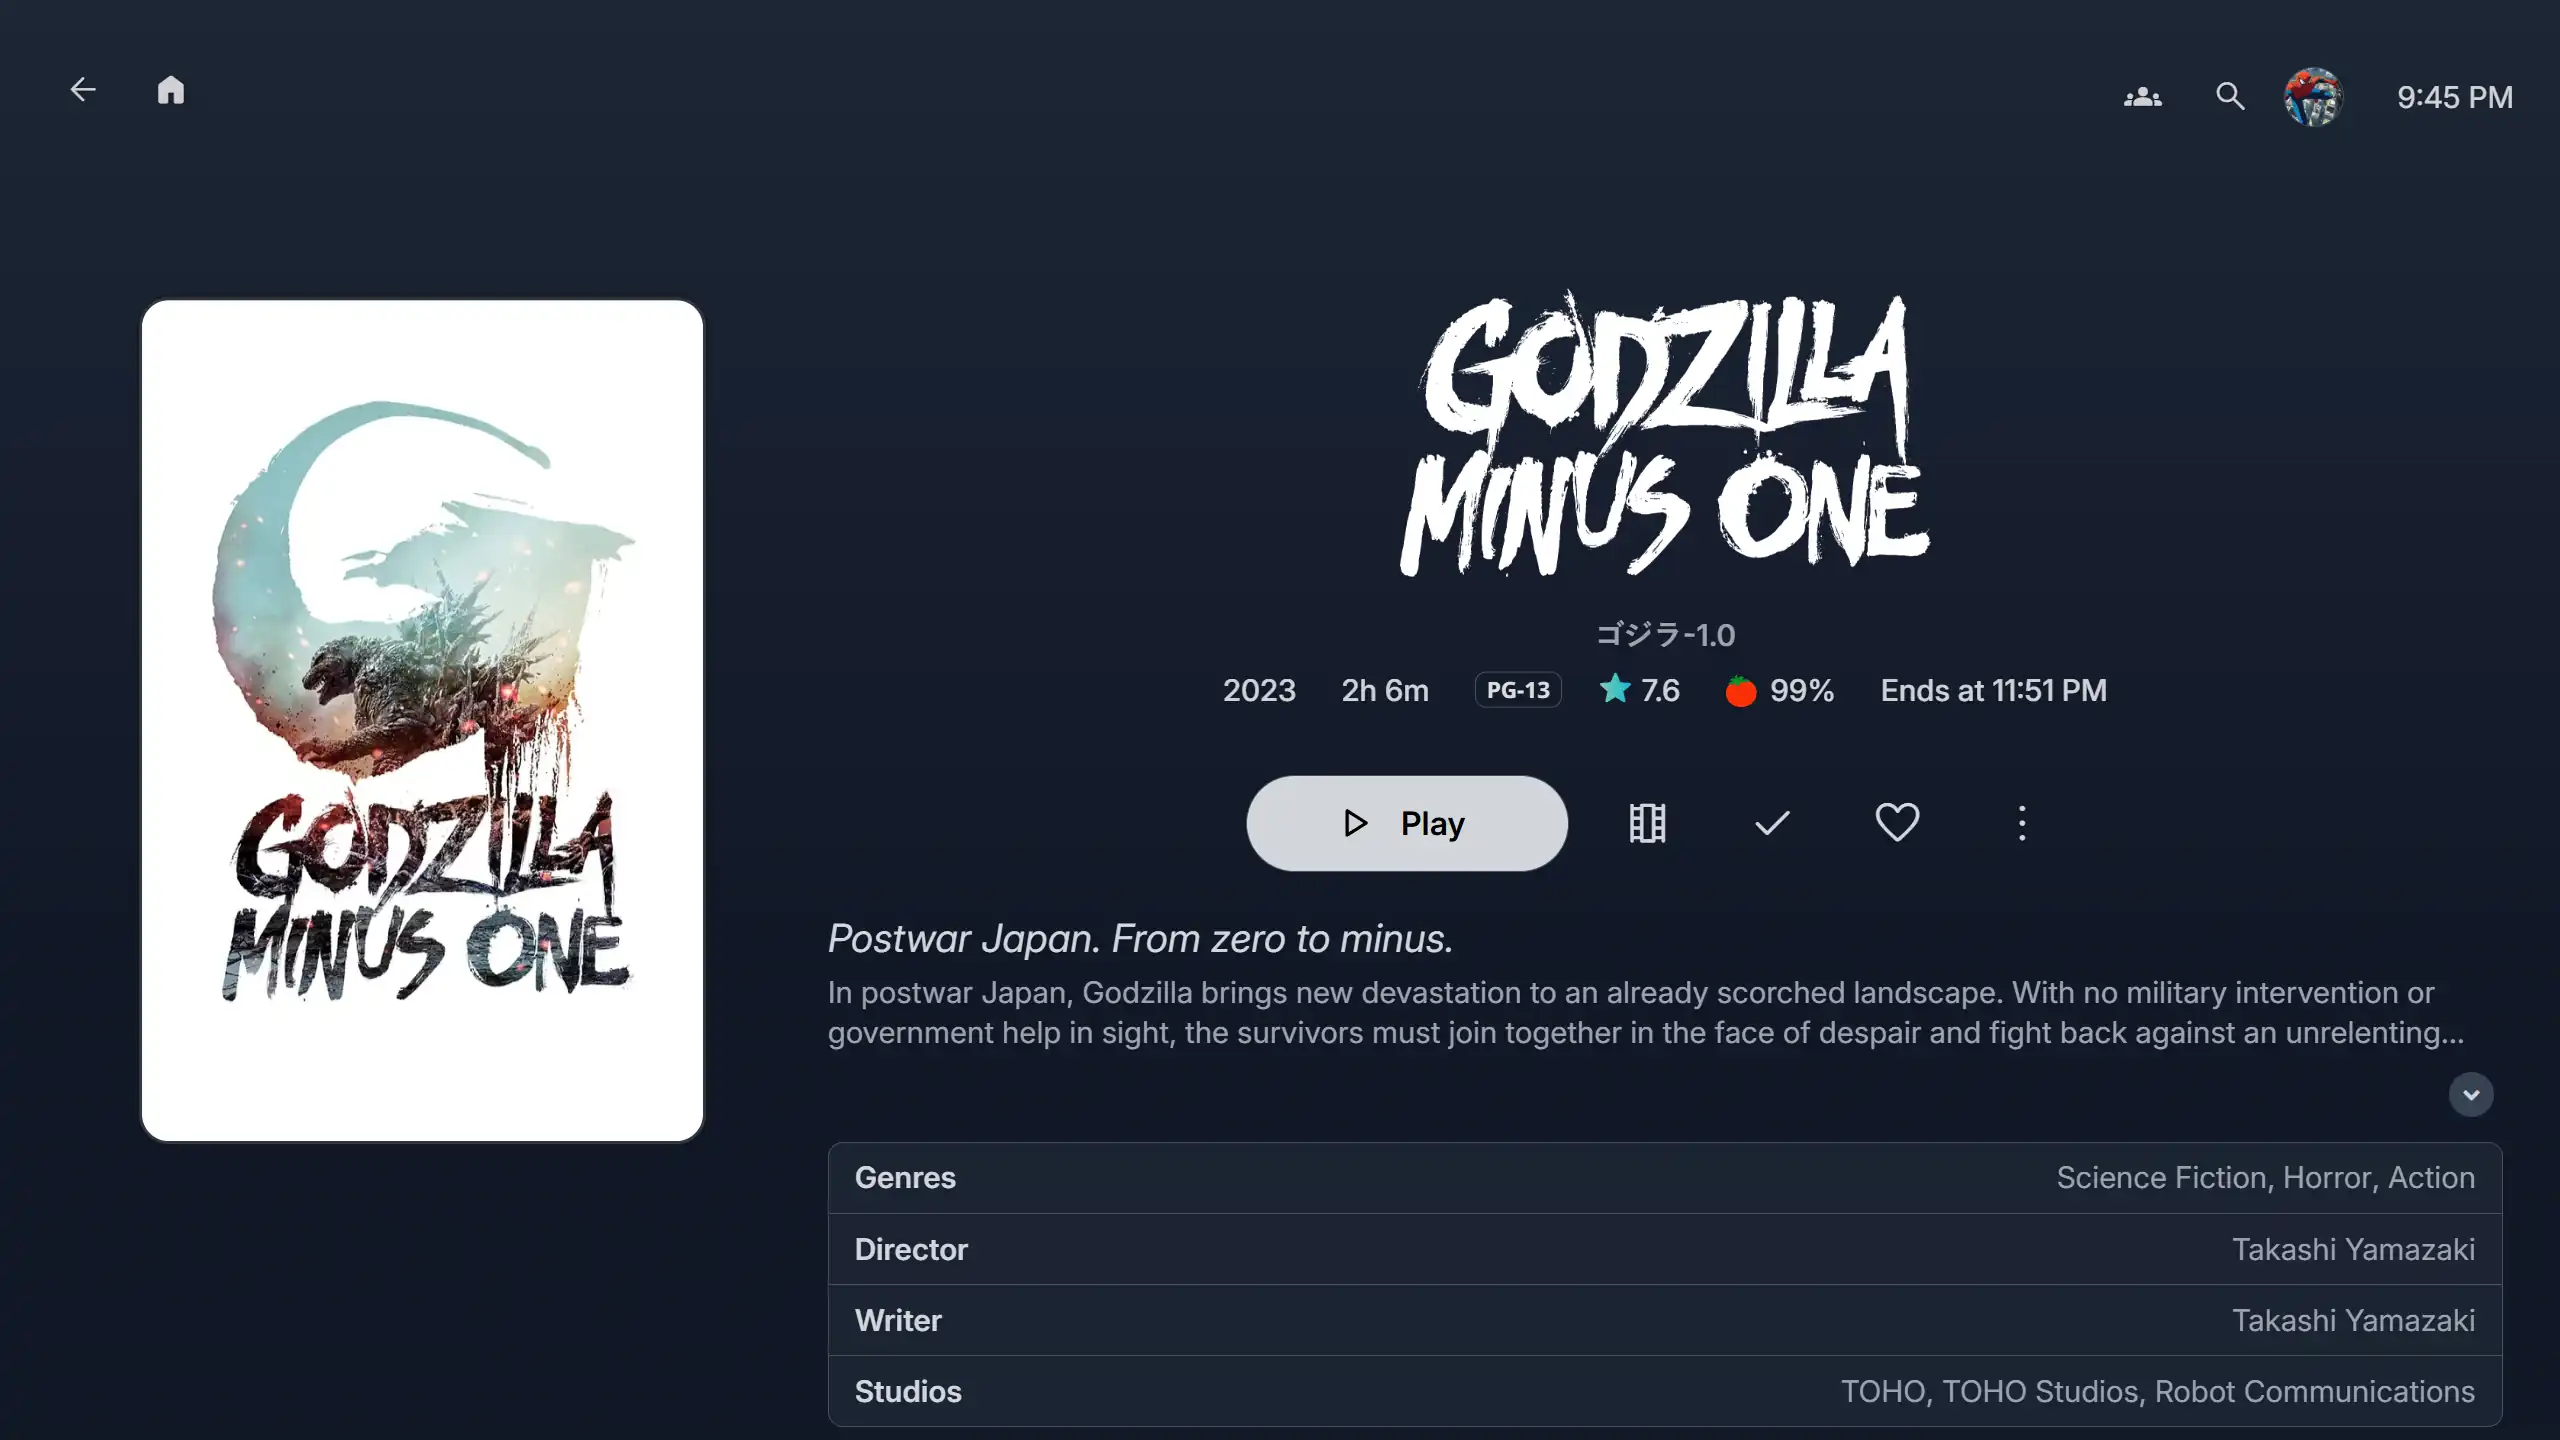 9:45 PM
GODZILLA
MINUS ONE
GODZILLA
MINUS ONE
ゴジラ-1.0
2023 2h 6m PG-13 7.6 99% Ends at 11:51 PM
Play
Postwar Japan. From zero to minus.
In postwar Japan, Godzilla brings new devastation to an already scorched landscape. With no military intervention or
government help in sight, the survivors must join together in the face of despair and fight back against an unrelenting...
Genres Science Fiction, Horror, Action
Director Takashi Yamazaki
Writer Takashi Yamazaki
Studios TOHO, TOHO Studios, Robot Communications